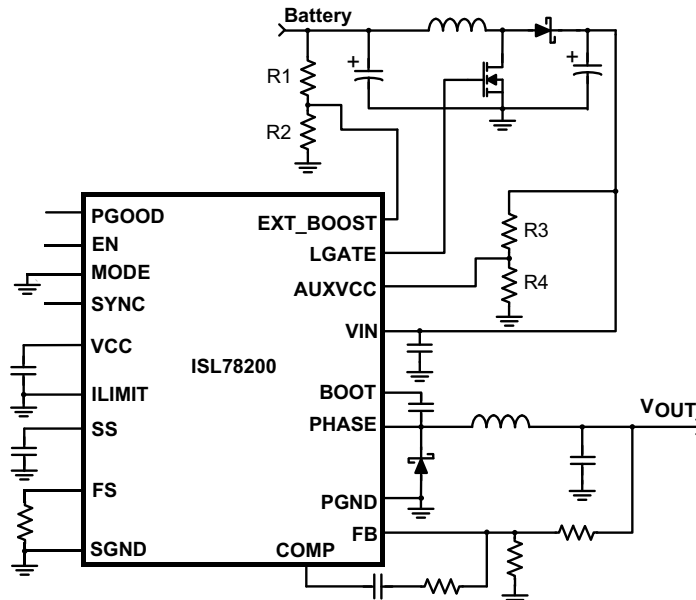 Battery
+
+
R1
R2
PGOOD
EXT_BOOST
R3
EN
LGATE
MODE
AUXVCC
R4
SYNC
VIN
VCC
ISL78200
BOOT
ILIMIT
PHASE
VOUT
SS
FS
PGND
FB
SGND
COMP